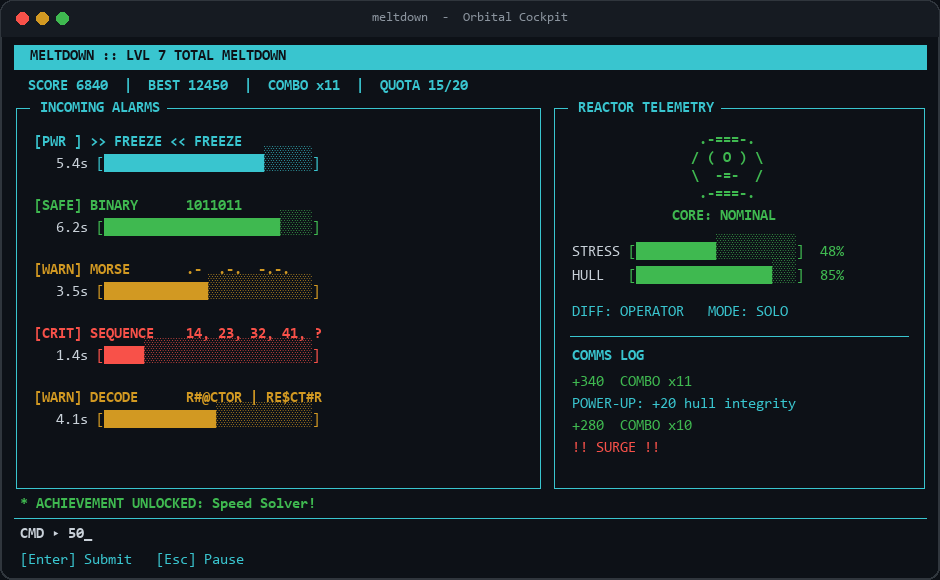 meltdown - Orbital Cockpit
MELTDOWN :: LVL 7 TOTAL MELTDOWN
SCORE 6840 | BEST 12450 | COMBO x11 | QUOTA 15/20
INCOMING ALARMS
[PWR ] >> FREEZE << FREEZE
5.4s [ ]
[SAFE] BINARY 1011011
6.2s [ ]
[WARN] MORSE .- .-. -.-.
3.5s [ ]
[CRIT] SEQUENCE 14, 23, 32, 41, ?
1.4s [ ]
[WARN] DECODE R#@CTOR | RE$CT#R
4.1s [ ]
REACTOR TELEMETRY
.-===-.
/ ( O ) \
\ -=- /
.-===-.
CORE: NOMINAL
STRESS [ ] 48%
HULL [ ] 85%
DIFF: OPERATOR MODE: SOLO
COMMS LOG
+340 COMBO x11
POWER-UP: +20 hull integrity
+280 COMBO x10
!! SURGE !!
* ACHIEVEMENT UNLOCKED: Speed Solver!
CMD ▸ 50_
[Enter] Submit [Esc] Pause